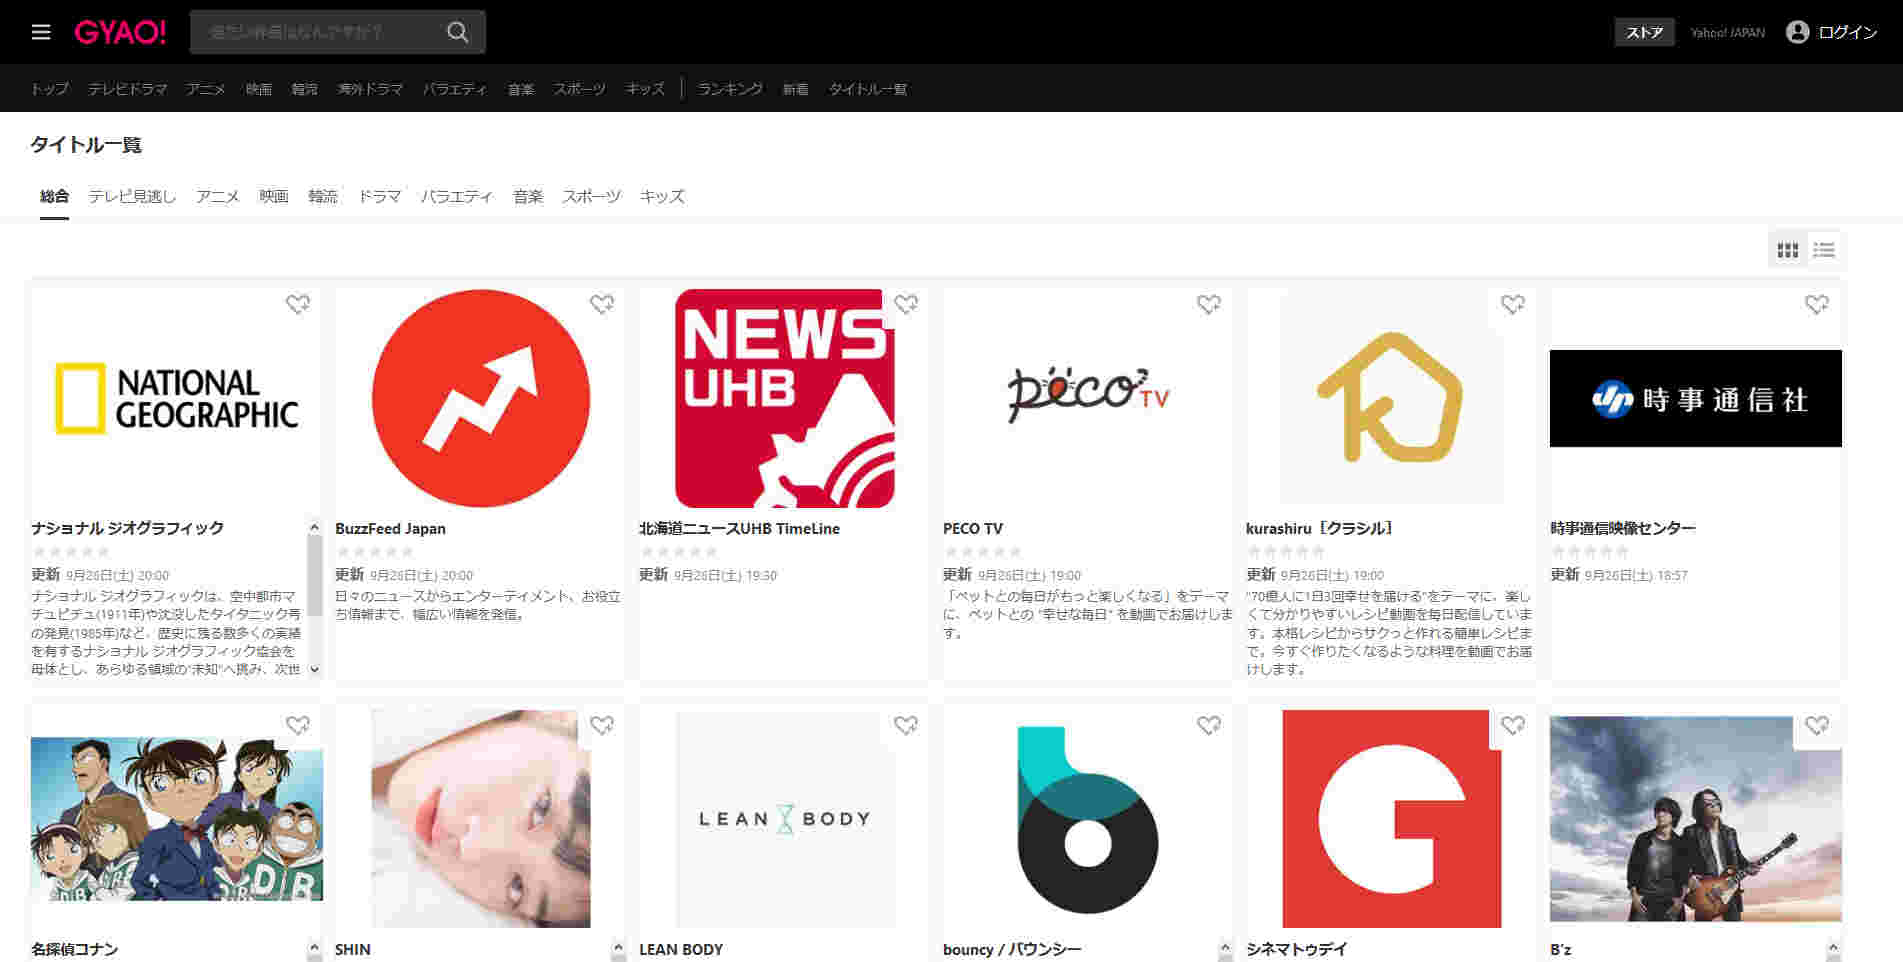 GYAO!
見たい作品はなんですか？
ストア
Yahoo! JAPAN
ログイン
トップ テレビドラマ アニメ 映画 韓流 海外ドラマ バラエティ 音楽 スポーツ キッズ ランキング 新着 タイトル一覧
タイトル一覧
総合 テレビ見逃し アニメ 映画 韓流 ドラマ バラエティ 音楽 スポーツ キッズ
NATIONAL
GEOGRAPHIC
NEWS
UHB
peco TV
時事通信社
ナショナル ジオグラフィック
更新 9月26日(土) 20:00
ナショナル ジオグラフィックは、空中都市マ
チュピチュ(1911年)や沈没したタイタニック号
の発見(1985年)など、歴史に残る数多くの実績
を有するナショナル ジオグラフィック協会を
母体とし、あらゆる領域の"未知"へ挑み、次世
BuzzFeed Japan
更新 9月26日(土) 20:00
日々のニュースからエンターティメント、お役立
ち情報まで、幅広い情報を発信。
北海道ニュースUHB TimeLine
更新 9月26日(土) 19:30
PECO TV
更新 9月26日(土) 19:00
「ペットとの毎日がもっと楽しくなる」をテーマ
に、ペットとの "幸せな毎日" を動画でお届けしま
す。
kurashiru［クラシル］
更新 9月26日(土) 19:00
"70億人に1日3回幸せを届ける"をテーマに、楽し
くて分かりやすいレシピ動画を毎日配信していま
す。本格レシピからサクっと作れる簡単レシピま
で。今すぐ作りたくなるような料理を動画でお届
けします。
時事通信映像センター
更新 9月26日(土) 18:57
DB
DB
LEAN BODY
名探偵コナン
SHIN
LEAN BODY
bouncy / バウンシー
シネマトゥデイ
B'z